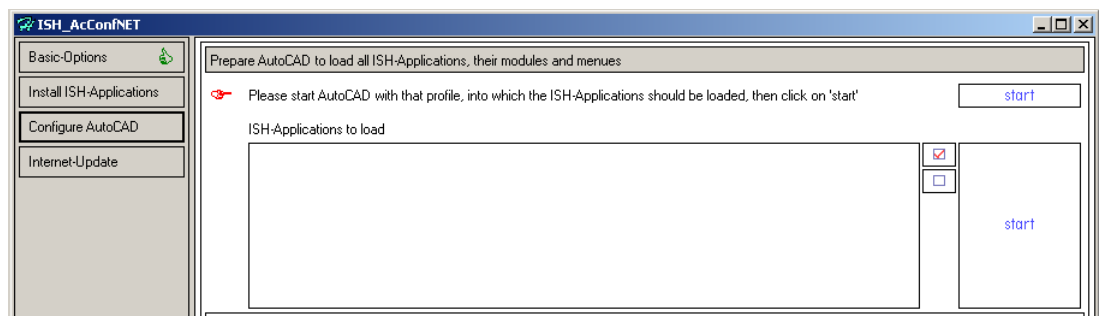 ISH_AcConfNET
Basic-Options
Install ISH-Applications
Configure AutoCAD
Internet-Update
Prepare AutoCAD to load all ISH-Applications, their modules and menues
Please start AutoCAD with that profile, into which the ISH-Applications should be loaded, then click on 'start'
start
ISH-Applications to load
start